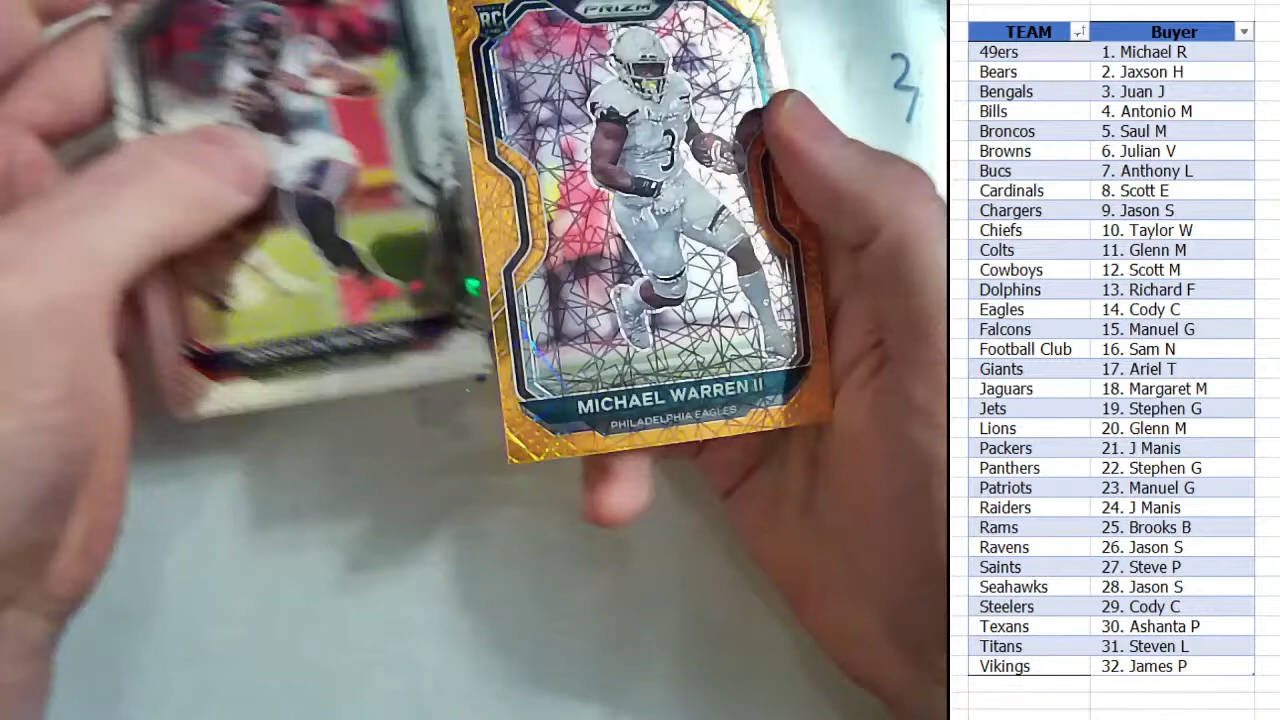 PRIZM
RC
3
MICHAEL WARREN II
PHILADELPHIA EAGLES
3
TEAM Buyer
49ers 1. Michael R
Bears 2. Jaxson H
Bengals 3. Juan J
Bills 4. Antonio M
Broncos 5. Saul M
Browns 6. Julian V
Bucs 7. Anthony L
Cardinals 8. Scott E
Chargers 9. Jason S
Chiefs 10. Taylor W
Colts 11. Glenn M
Cowboys 12. Scott M
Dolphins 13. Richard F
Eagles 14. Cody C
Falcons 15. Manuel G
Football Club 16. Sam N
Giants 17. Ariel T
Jaguars 18. Margaret M
Jets 19. Stephen G
Lions 20. Glenn M
Packers 21. J Manis
Panthers 22. Stephen G
Patriots 23. Manuel G
Raiders 24. J Manis
Rams 25. Brooks B
Ravens 26. Jason S
Saints 27. Steve P
Seahawks 28. Jason S
Steelers 29. Cody C
Texans 30. Ashanta P
Titans 31. Steven L
Vikings 32. James P